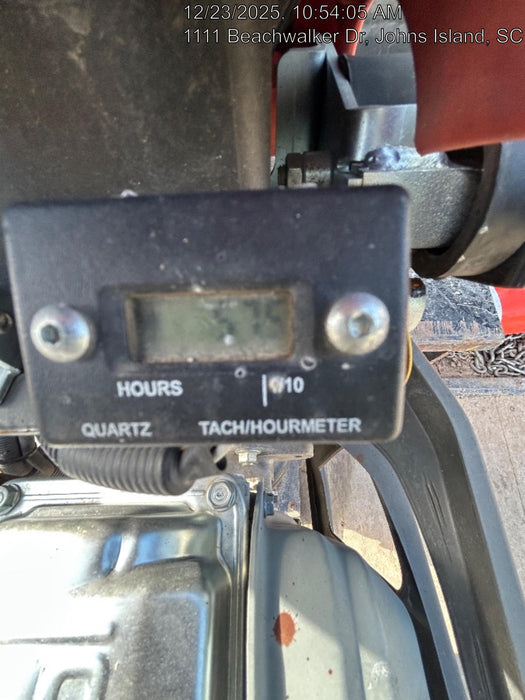 12/23/2025, 10:54:05 AM
1111 Beachwalker Dr, Johns Island, SC
HOURS 1/10
QUARTZ TACH/HOURMETER